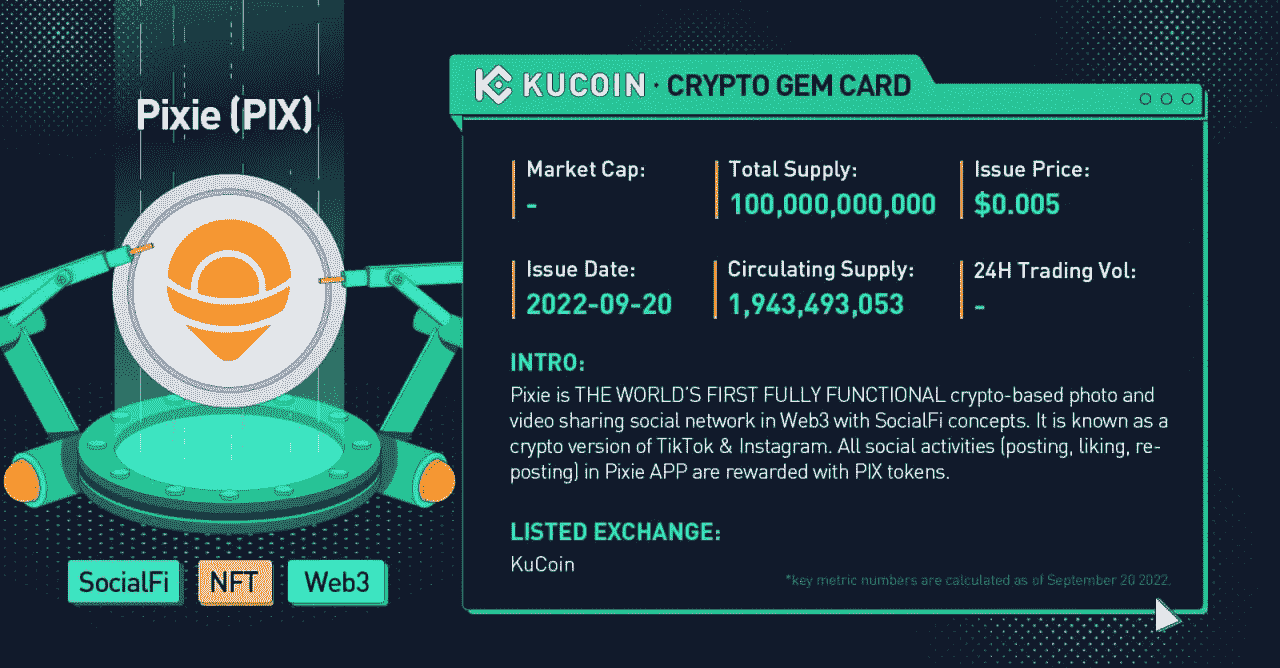 Pixie (PIX)
KUCOIN · CRYPTO GEM CARD
Market Cap:
-
Total Supply:
100,000,000,000
Issue Price:
$0.005
Issue Date:
2022-09-20
Circulating Supply:
1,943,493,053
24H Trading Vol:
-
INTRO:
Pixie is THE WORLD'S FIRST FULLY FUNCTIONAL crypto-based photo and
video sharing social network in Web3 with SocialFi concepts. It is known as a
crypto version of TikTok & Instagram. All social activities (posting, liking, re-
posting) in Pixie APP are rewarded with PIX tokens.
LISTED EXCHANGE:
KuCoin
*key metric numbers are calculated as of September 20 2022.
SocialFi
NFT
Web3